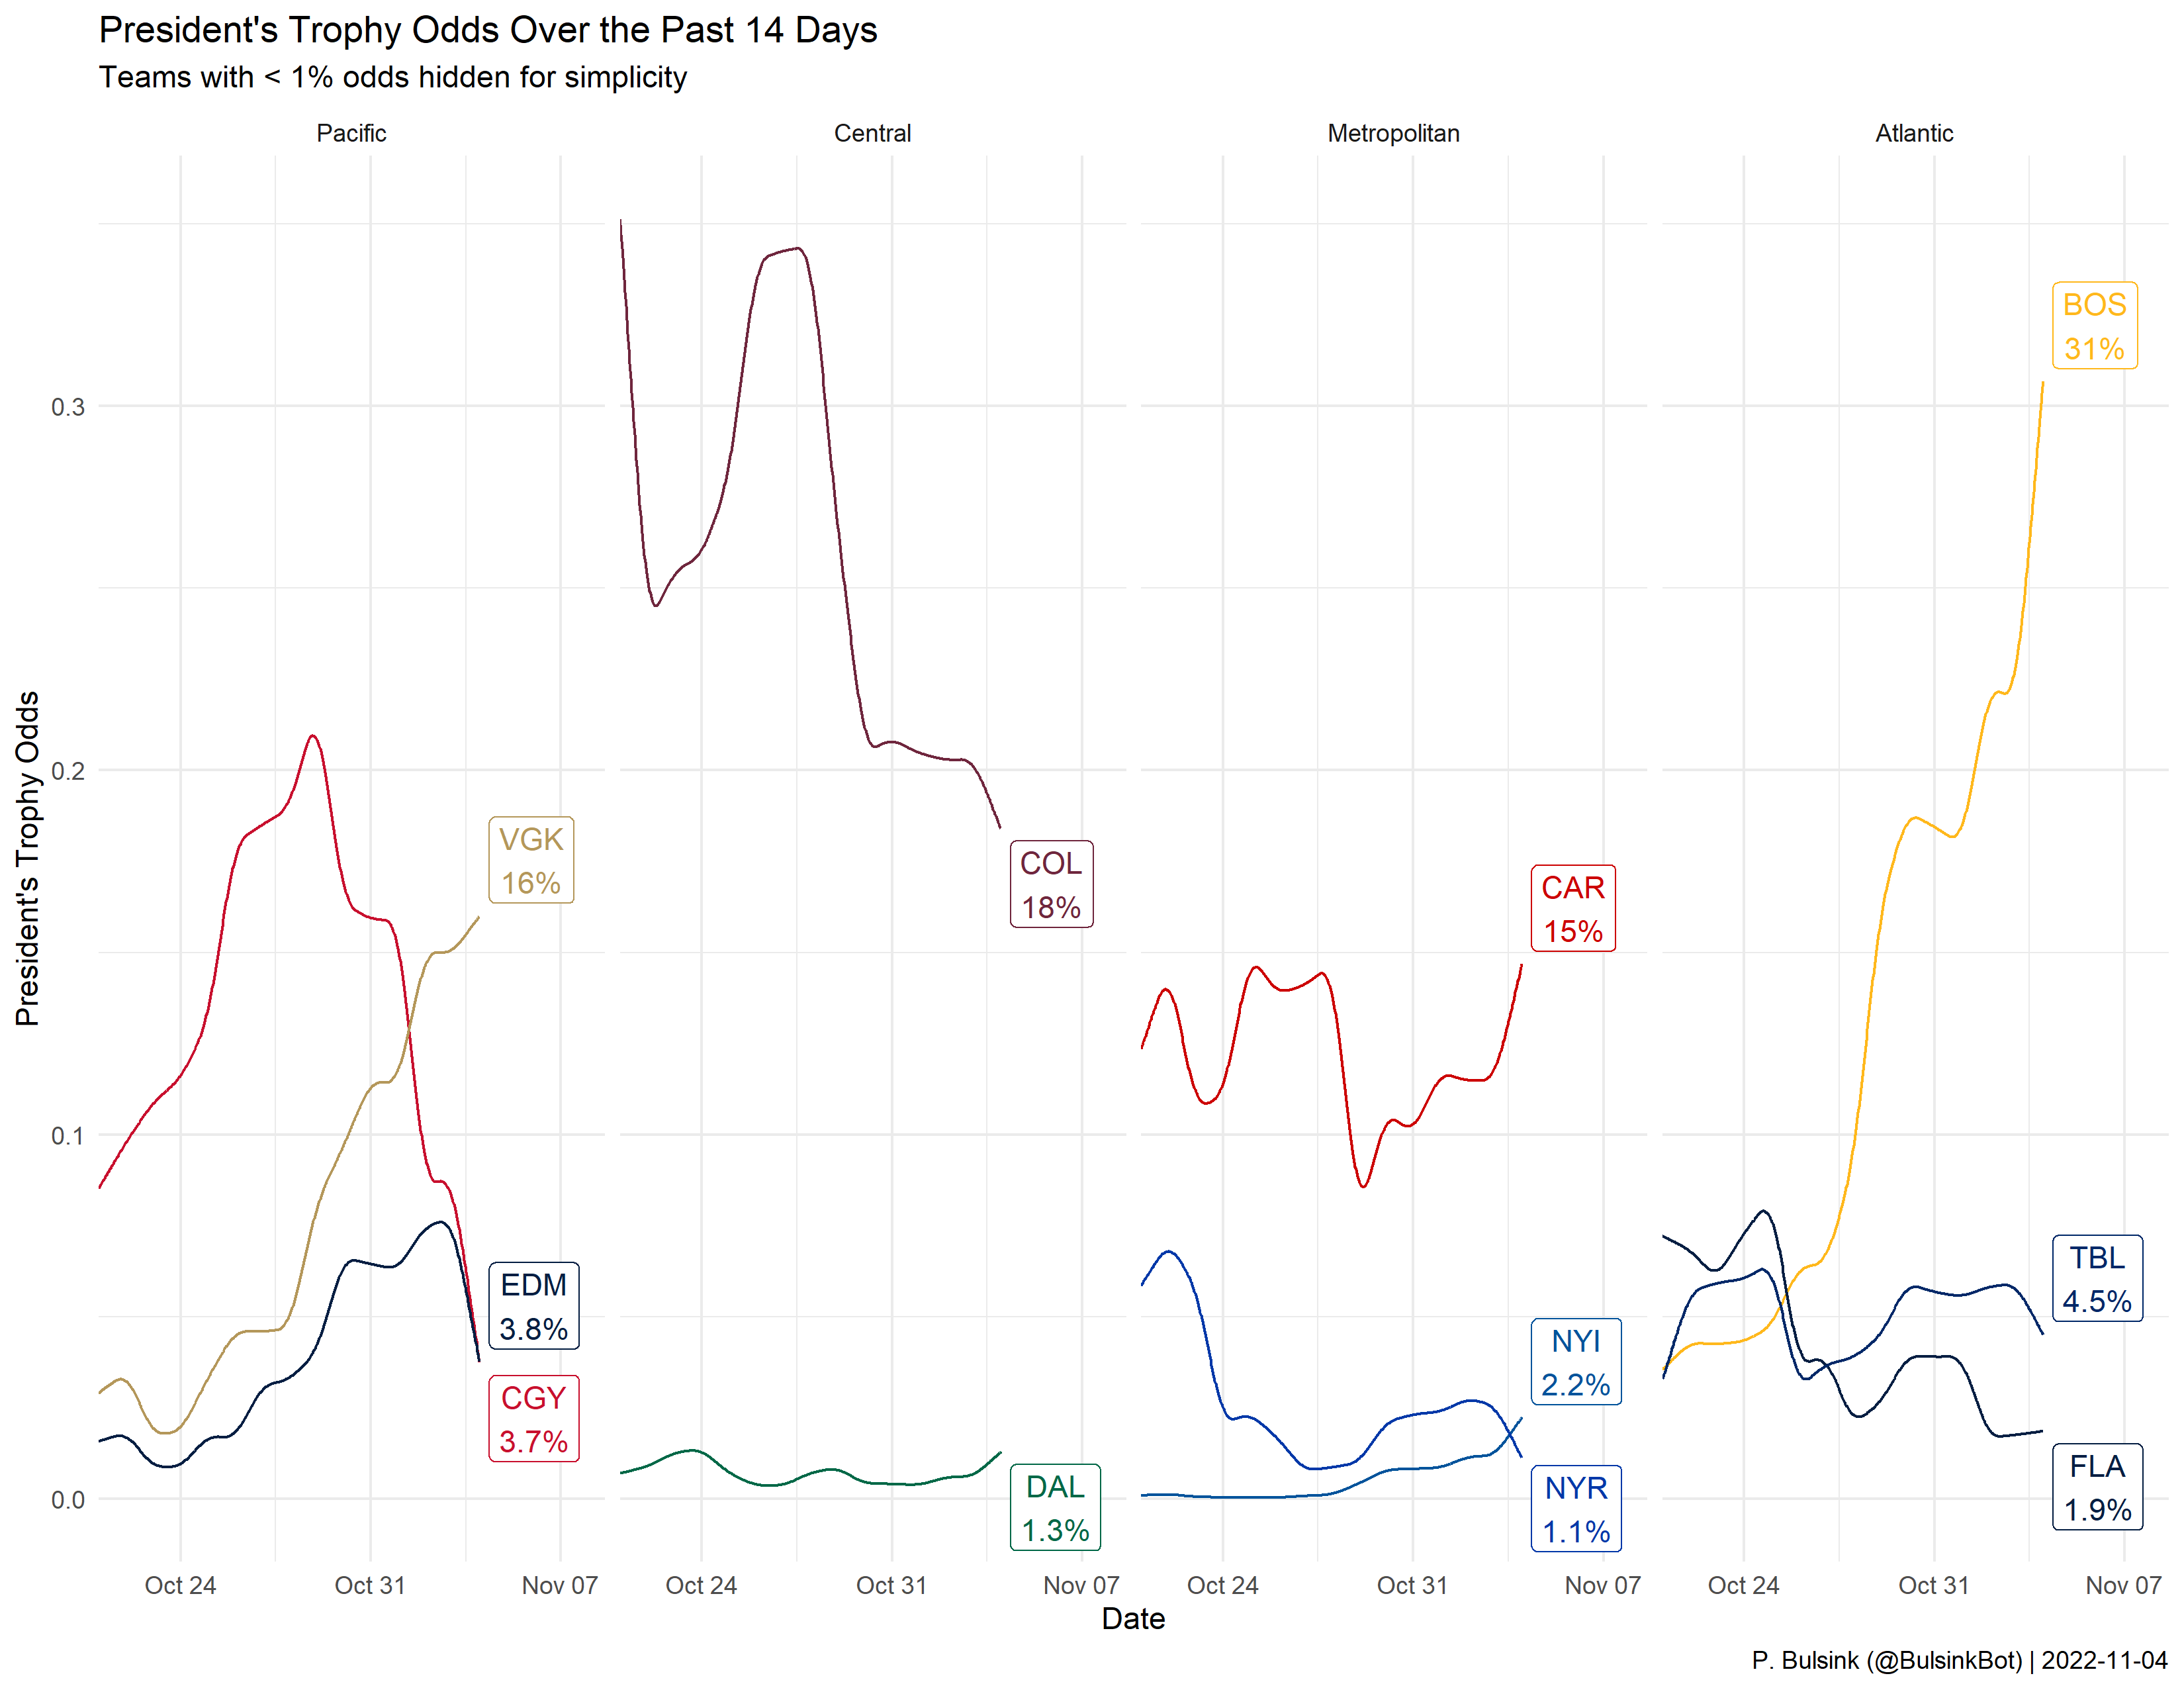 President's Trophy Odds Over the Past 14 Days
Teams with < 1% odds hidden for simplicity
Pacific
Central
Metropolitan
Atlantic
President's Trophy Odds
0.3
0.2
0.1
0.0
VGK
16%
EDM
3.8%
CGY
3.7%
COL
18%
DAL
1.3%
CAR
15%
NYI
2.2%
NYR
1.1%
BOS
31%
TBL
4.5%
FLA
1.9%
Oct 24
Oct 31
Nov 07
Oct 24
Oct 31
Nov 07
Oct 24
Oct 31
Nov 07
Oct 24
Oct 31
Nov 07
Date
P. Bulsink (@BulsinkBot) | 2022-11-04